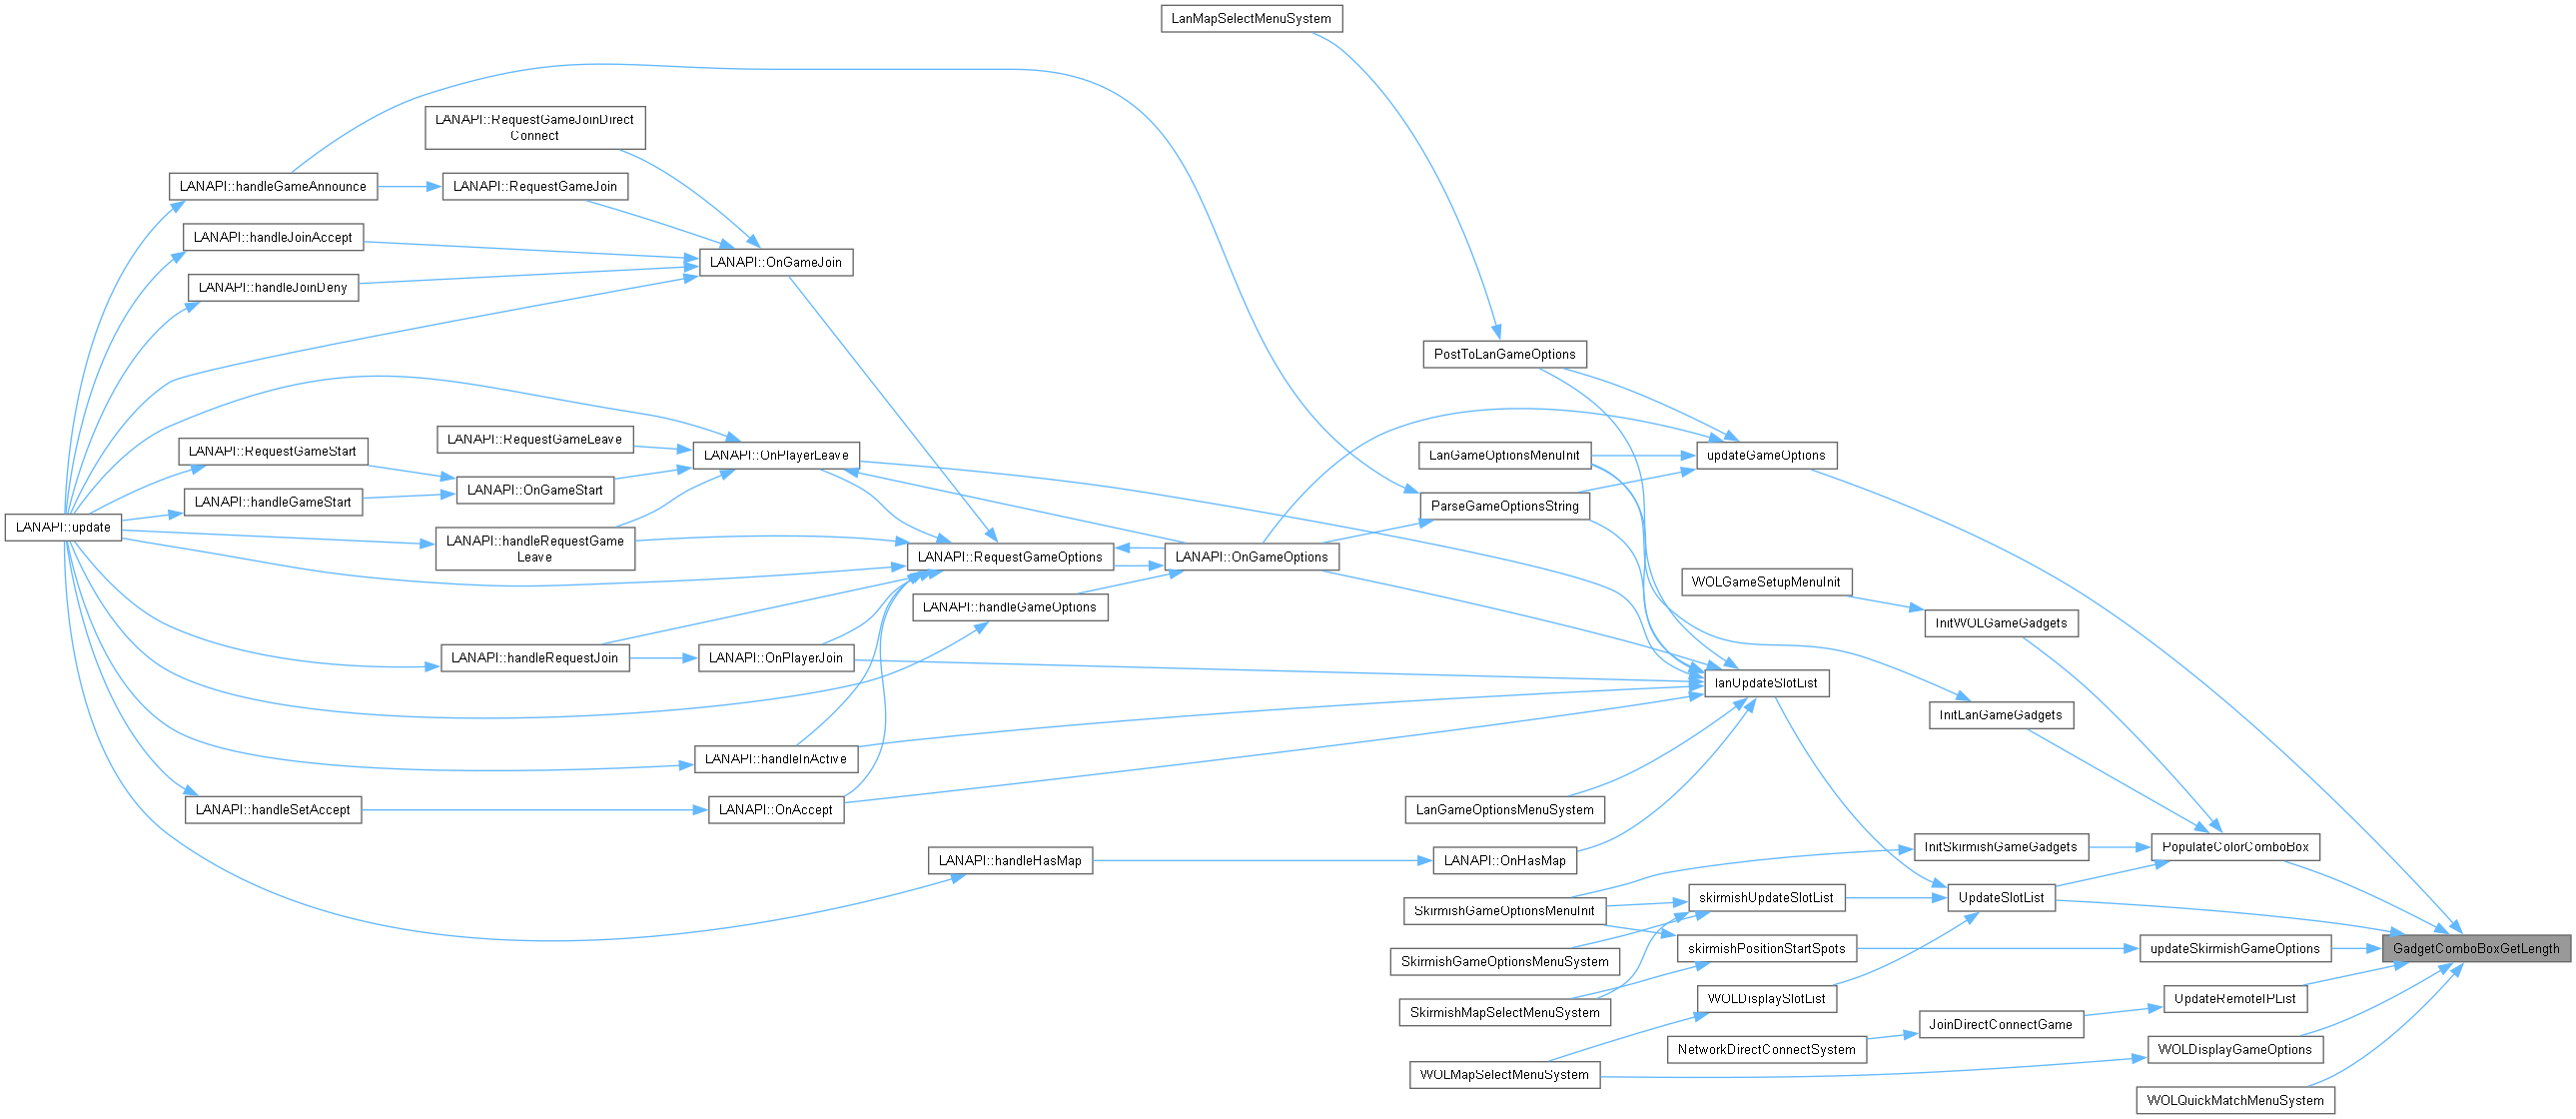 LanMapSelectMenuSystem
LANAPI::RequestGameJoinDirect
Connect
LANAPI::handleGameAnnounce
LANAPI::RequestGameJoin
LANAPI::handleJoinAccept
LANAPI::OnGameJoin
LANAPI::handleJoinDeny
PostToLanGameOptions
LANAPI::RequestGameLeave
LANAPI::RequestGameStart
LANAPI::OnPlayerLeave
LanGameOptionsMenuInit
updateGameOptions
LANAPI::OnGameStart
LANAPI::handleGameStart
ParseGameOptionsString
LANAPI::update
LANAPI::handleRequestGame
Leave
LANAPI::RequestGameOptions
LANAPI::OnGameOptions
WOLGameSetupMenuInit
LANAPI::handleGameOptions
InitWOLGameGadgets
LANAPI::handleRequestJoin
LANAPI::OnPlayerJoin
lanUpdateSlotList
InitLanGameGadgets
LANAPI::handleInActive
LANAPI::handleSetAccept
LANAPI::OnAccept
LanGameOptionsMenuSystem
InitSkirmishGameGadgets
PopulateColorComboBox
LANAPI::handleHasMap
LANAPI::OnHasMap
skirmishUpdateSlotList
UpdateSlotList
SkirmishGameOptionsMenuInit
skirmishPositionStartSpots
updateSkirmishGameOptions
GadgetComboBoxGetLength
SkirmishGameOptionsMenuSystem
WOLDisplaySlotList
UpdateRemoteIPList
SkirmishMapSelectMenuSystem
JoinDirectConnectGame
NetworkDirectConnectSystem
WOLDisplayGameOptions
WOLMapSelectMenuSystem
WOLQuickMatchMenuSystem